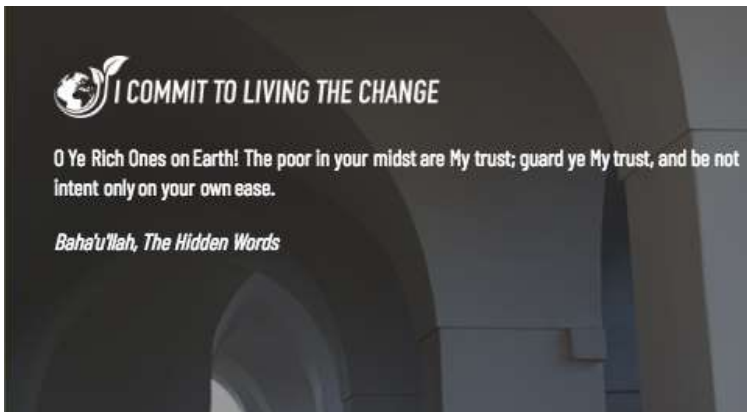 I COMMIT TO LIVING THE CHANGE
O Ye Rich Ones on Earth! The poor in your midst are My trust; guard ye My trust, and be not
intent only on your own ease.
Baha'u'llah, The Hidden Words